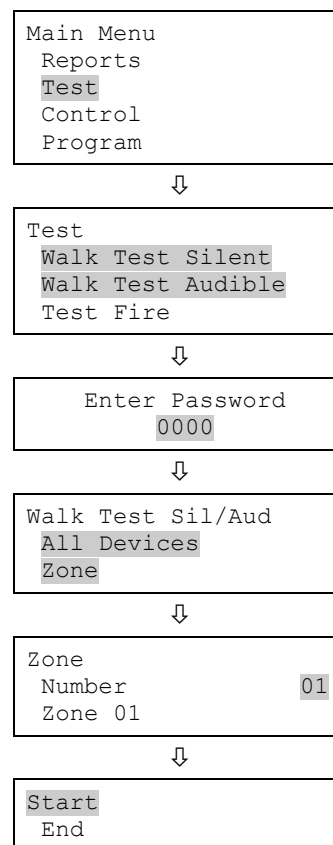 Main Menu
Reports
Test
Control
Program
⇩
Test
Walk Test Silent
Walk Test Audible
Test Fire
⇩
Enter Password
0000
⇩
Walk Test Sil/Aud
All Devices
Zone
⇩
Zone
Number 01
Zone 01
⇩
Start
End